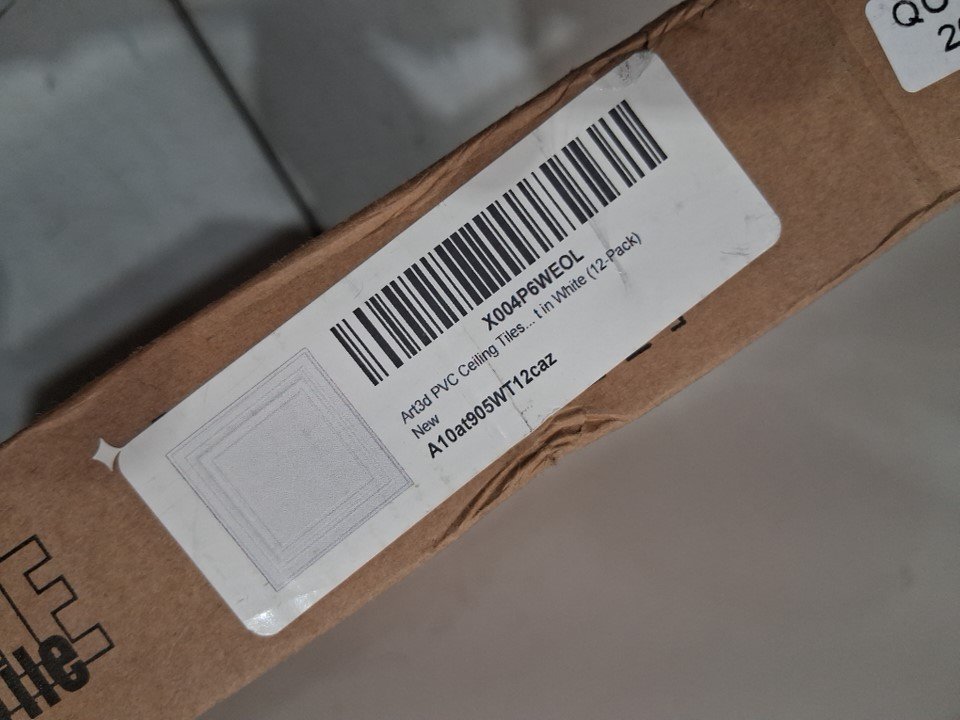 X004P6WEOL
Art3d PVC Ceiling Tiles... t in White (12-Pack)
New
A10at905WT12caz